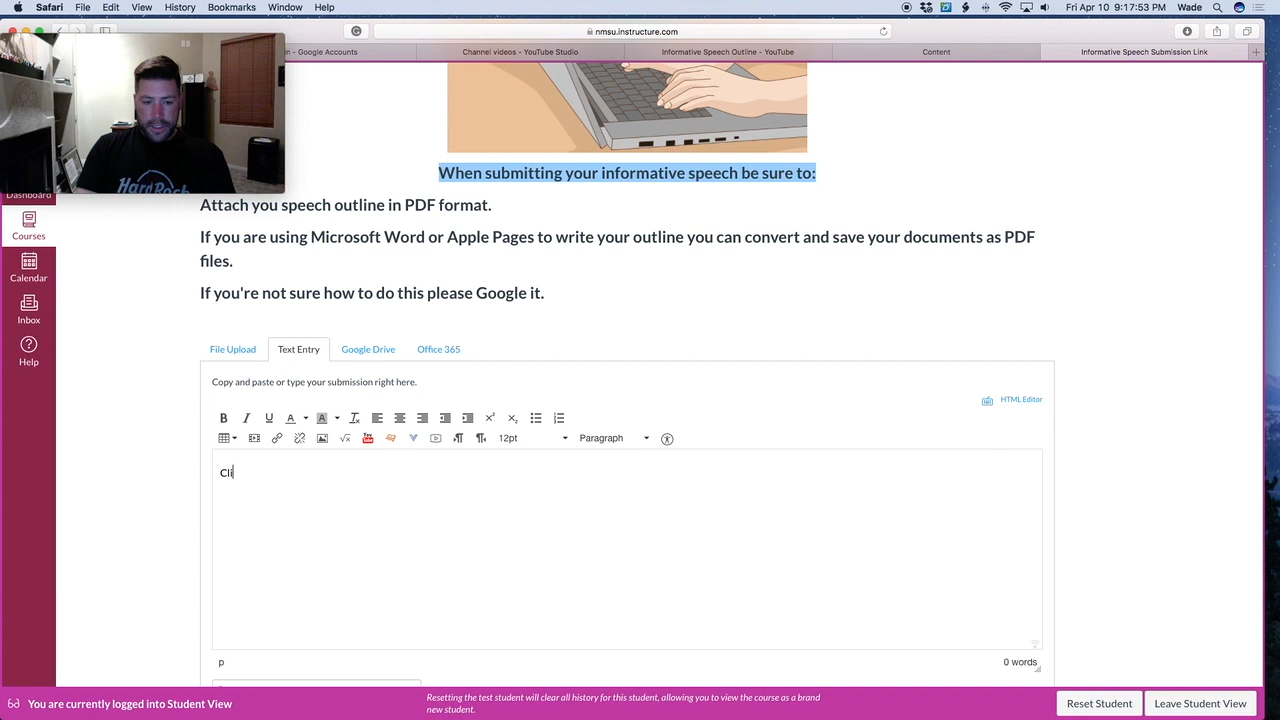 Safari File Edit View History Bookmarks Window Help Fri Apr 10 9:17:53 PM Wade
nmsu.instructure.com
n - Google Accounts Channel videos - YouTube Studio Informative Speech Outline - YouTube Content Informative Speech Submission Link
Hard Rock
When submitting your informative speech be sure to:
Dashboard
Attach you speech outline in PDF format.
Courses
If you are using Microsoft Word or Apple Pages to write your outline you can convert and save your documents as PDF
files.
Calendar
If you're not sure how to do this please Google it.
Inbox
Help
File Upload Text Entry Google Drive Office 365
Copy and paste or type your submission right here.
HTML Editor
B I U A A
12pt Paragraph
Cli
p 0 words
You are currently logged into Student View
Resetting the test student will clear all history for this student, allowing you to view the course as a brand
new student.
Reset Student Leave Student View